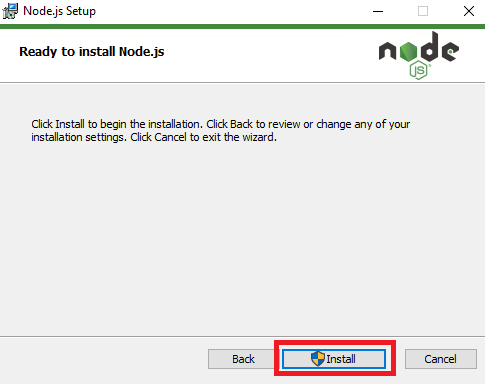 Node.js Setup
Ready to install Node.js
node
JS
Click Install to begin the installation. Click Back to review or change any of your
installation settings. Click Cancel to exit the wizard.
Back
Install
Cancel